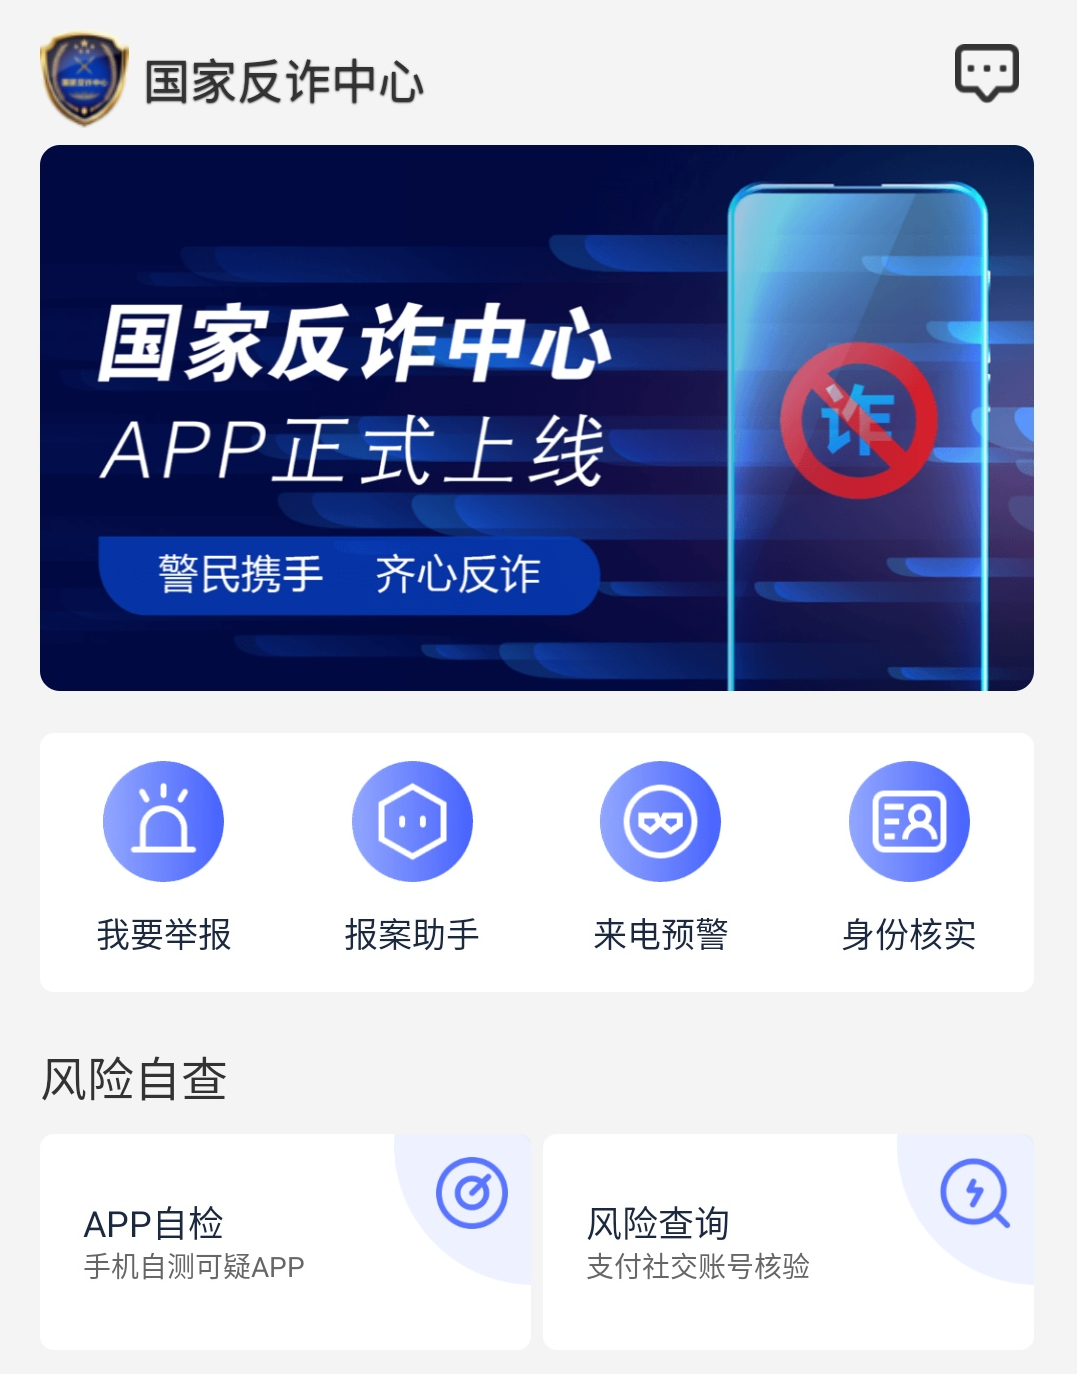 国家反诈中心
国家反诈中心
APP正式上线
警民携手 齐心反诈
诈
我要举报 报案助手 来电预警 身份核实
风险自查
APP自检 风险查询
手机自测可疑APP 支付社交账号核验